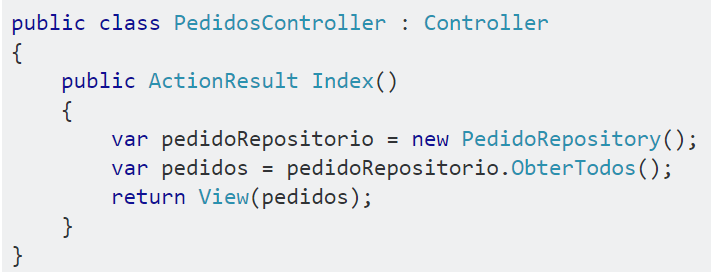 public class PedidosController : Controller
{
    public ActionResult Index()
    {
        var pedidoRepositorio = new PedidoRepository();
        var pedidos = pedidoRepositorio.ObterTodos();
        return View(pedidos);
    }
}